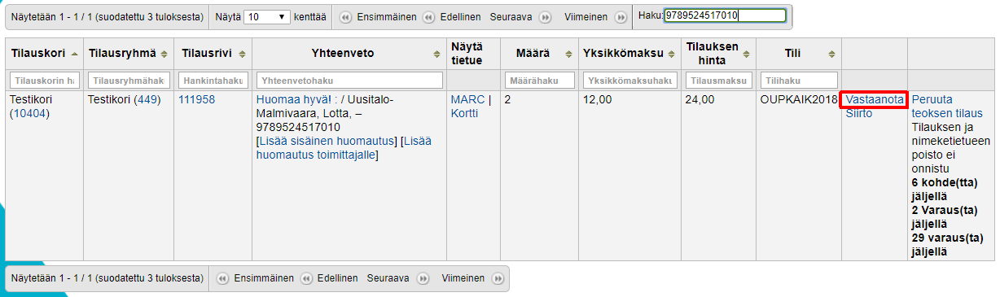 Näytetään 1 - 1 / 1 (suodatettu 3 tuloksesta) Näytä 10 kenttää Ensimmäinen Edellinen Seuraava Viimeinen Haku: 9789524517010
Tilauskori Tilausryhmä Tilausrivi Yhteenveto Näytä tietue Määrä Yksikkömaksu Tilauksen hinta Tili
Tilauskorin ha Tilausryhmähaku Hankintahaku Yhteenvetohaku Määrähaku Yksikkömaksuhaku Tilausmaksu Tilihaku
Testikori
(10404)
Testikori (449)
111958
Huomaa hyvä! : / Uusitalo-
Malmivaara, Lotta, –
9789524517010
[Lisää sisäinen huomautus] [Lisää
huomautus toimittajalle]
MARC |
Kortti
2
12,00
24,00
OUPKAIK2018
Vastaanota
Siirto
Peruuta
teoksen tilaus
Tilauksen ja
nimeketietueen
poisto ei
onnistu
6 kohde(tta)
jäljellä
2 Varaus(ta)
jäljellä
29 varaus(ta)
jäljellä
Näytetään 1 - 1 / 1 (suodatettu 3 tuloksesta) Ensimmäinen Edellinen Seuraava Viimeinen